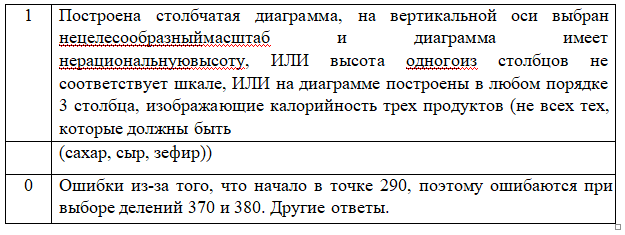 1 Построена столбчатая диаграмма, на вертикальной оси выбран
нецелесообразныймасштаб и диаграмма имеет
нерациональнуювысоту, ИЛИ высота одногоиз столбцов не
соответствует шкале, ИЛИ на диаграмме построены в любом порядке
3 столбца, изображающие калорийность трех продуктов (не всех тех,
которые должны быть
(сахар, сыр, зефир))
0 Ошибки из-за того, что начало в точке 290, поэтому ошибаются при
выборе делений 370 и 380. Другие ответы.